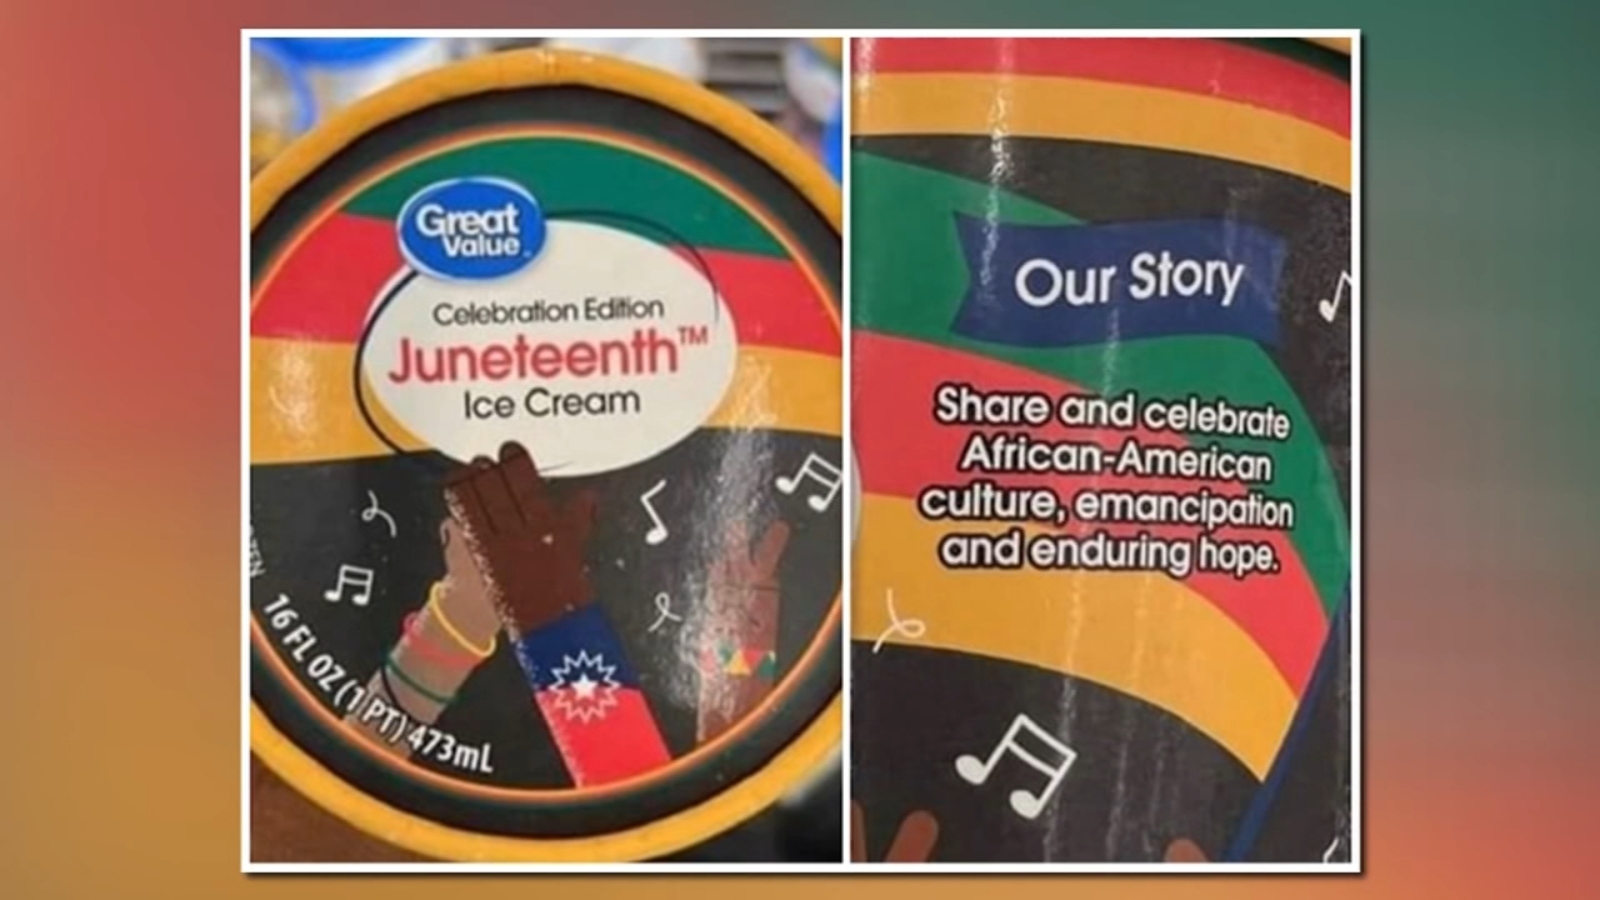 Great
Value
Celebration Edition
Juneteenth™
Ice Cream
16 FL OZ (1 PT) 473mL
Our Story
Share and celebrate
African-American
culture, emancipation
and enduring hope.